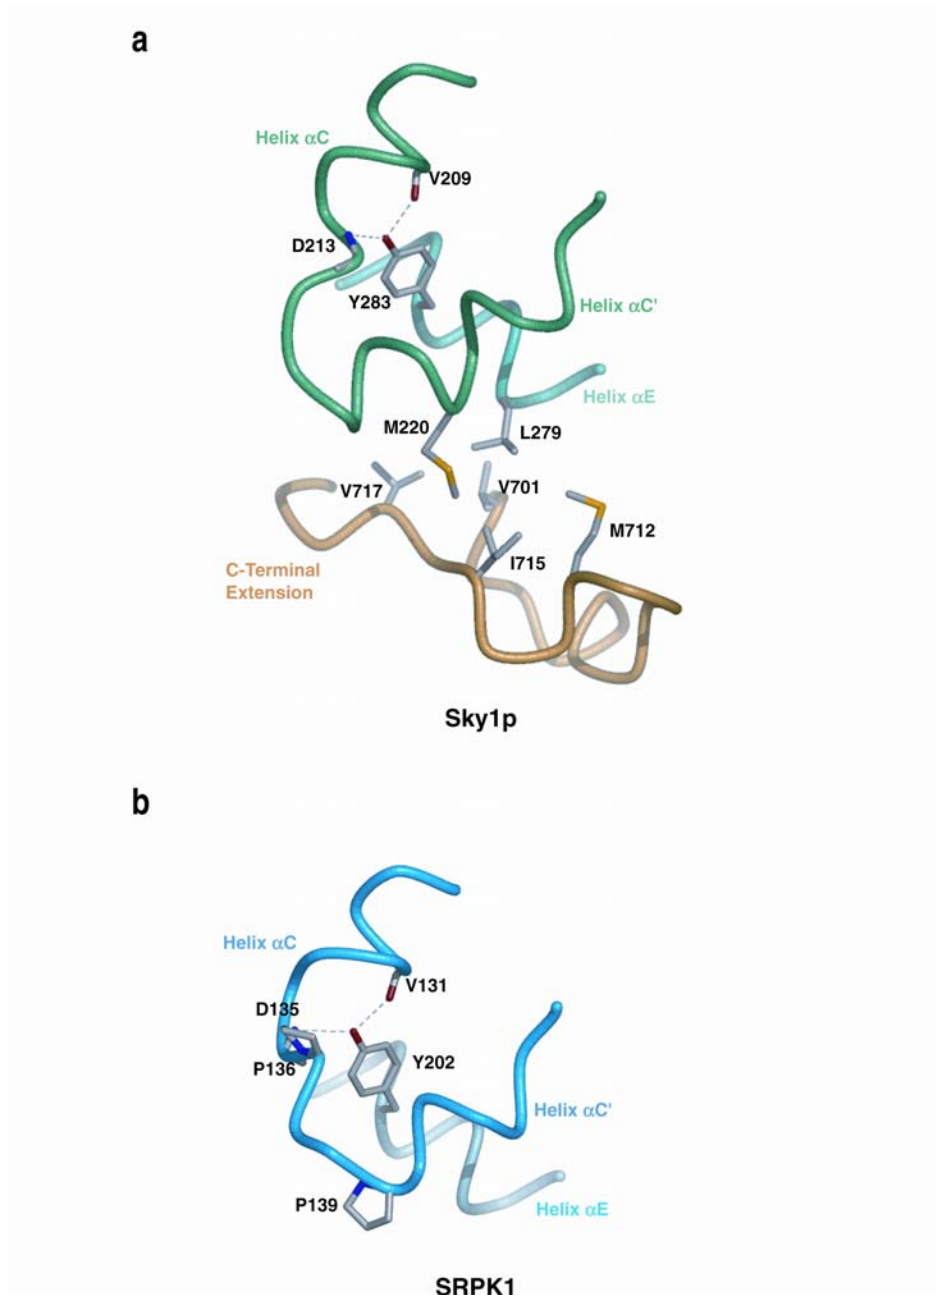 a
Helix αC
V209
D213
Y283
Helix αC'
Helix αE
M220
L279
V717
V701
M712
I715
C-Terminal
Extension
Sky1p
b
Helix αC
V131
D135
P136
Y202
Helix αC'
P139
Helix αE
SRPK1